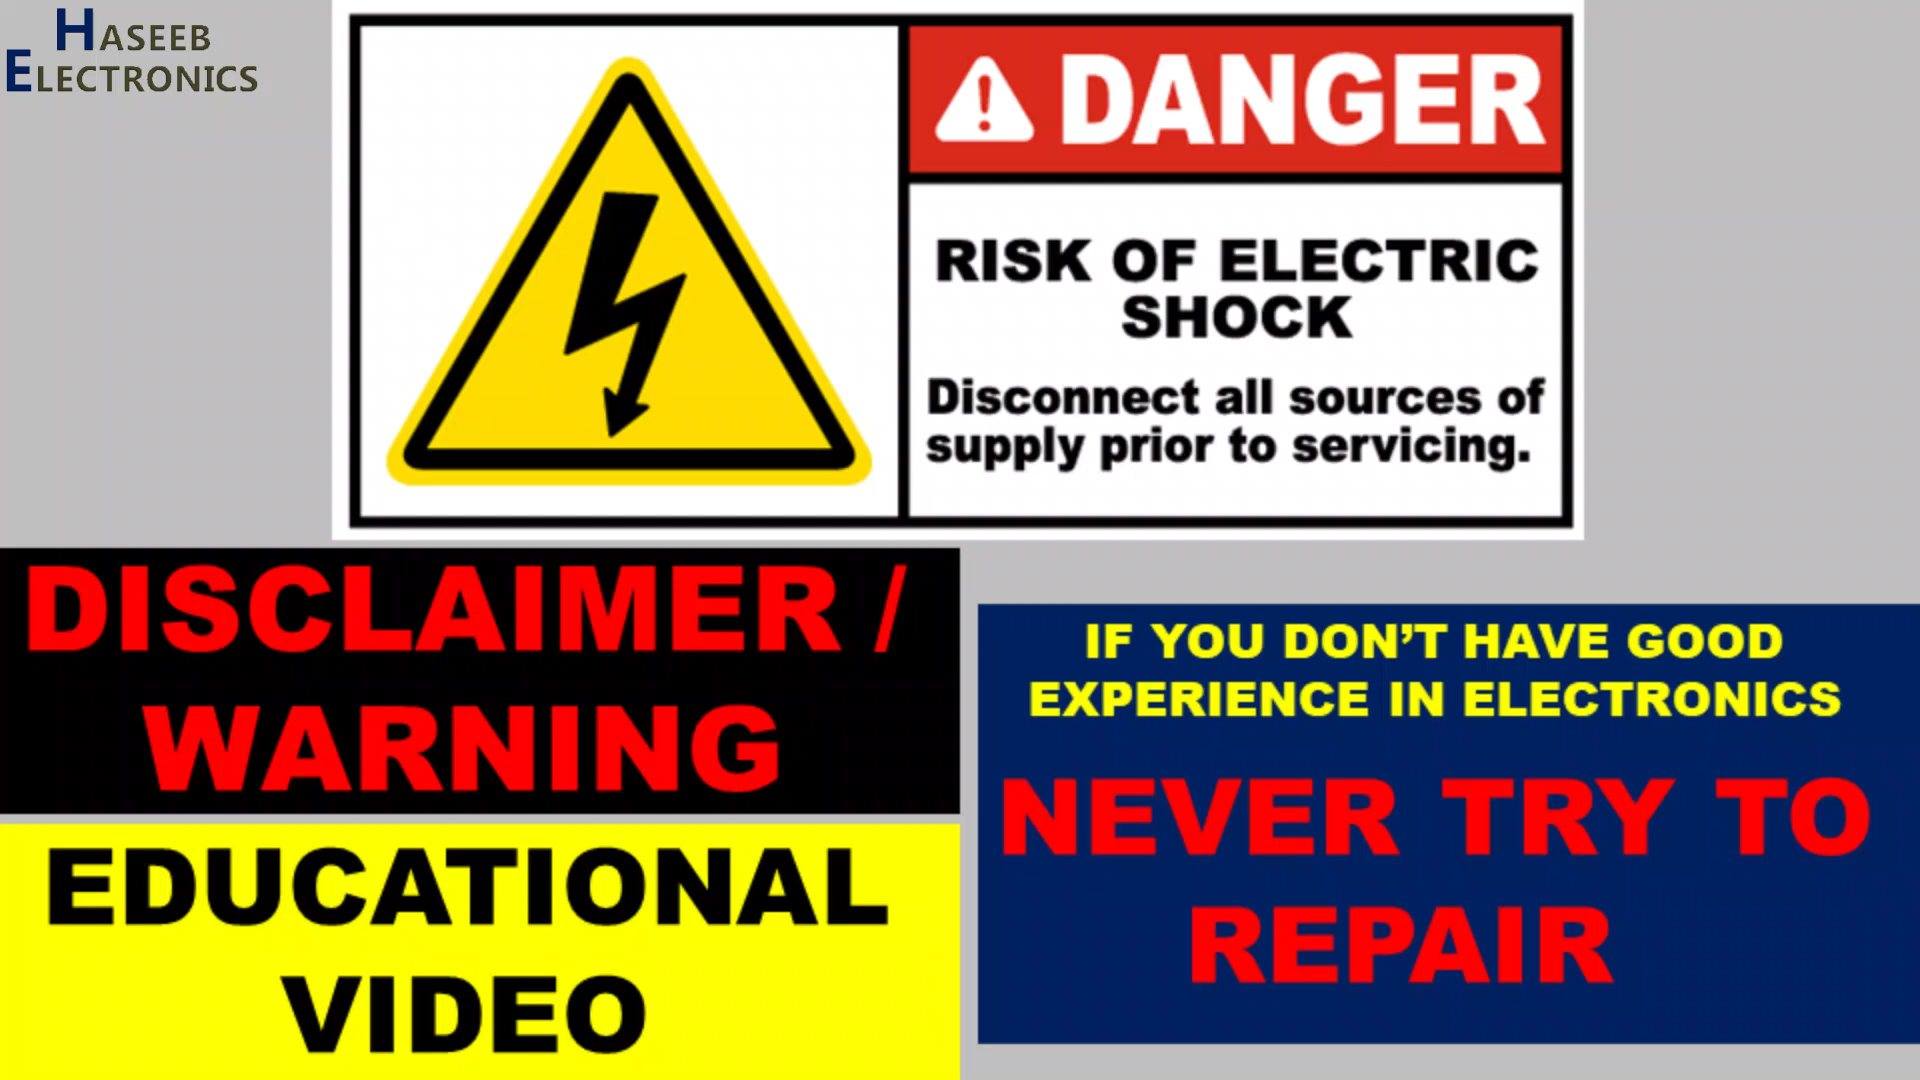 HASEEB
ELECTRONICS
DANGER
RISK OF ELECTRIC
SHOCK
Disconnect all sources of
supply prior to servicing.
DISCLAIMER /
WARNING
EDUCATIONAL
VIDEO
IF YOU DON’T HAVE GOOD
EXPERIENCE IN ELECTRONICS
NEVER TRY TO
REPAIR